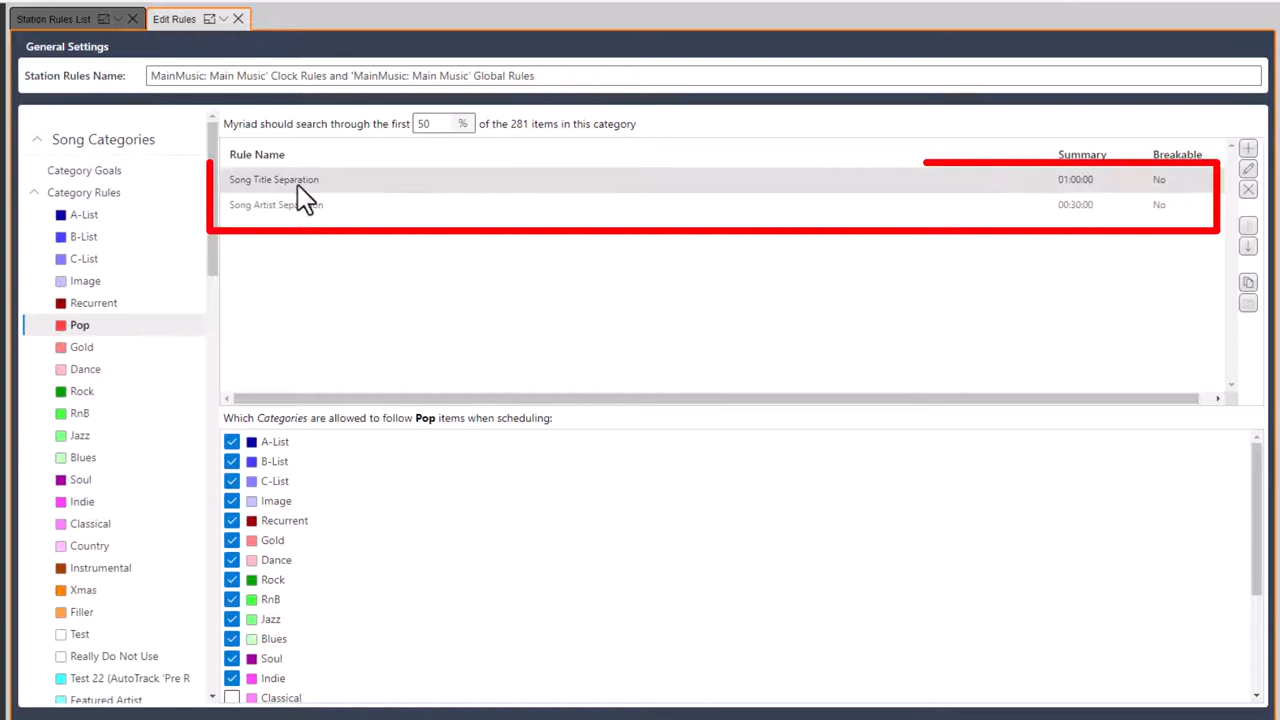 Station Rules List
Edit Rules
General Settings
Station Rules Name:
MainMusic: Main Music' Clock Rules and 'MainMusic: Main Music' Global Rules
Song Categories
Category Goals
Category Rules
A-List
B-List
C-List
Image
Recurrent
Pop
Gold
Dance
Rock
RnB
Jazz
Blues
Soul
Indie
Classical
Country
Instrumental
Xmas
Filler
Test
Really Do Not Use
Test 22 (AutoTrack 'Pre R
Featured Artist
Myriad should search through the first 50 % of the 281 items in this category
Rule Name Summary Breakable
Song Title Separation 01:00:00 No
Song Artist Separation 00:30:00 No
Which Categories are allowed to follow Pop items when scheduling:
A-List
B-List
C-List
Image
Recurrent
Gold
Dance
Rock
RnB
Jazz
Blues
Soul
Indie
Classical